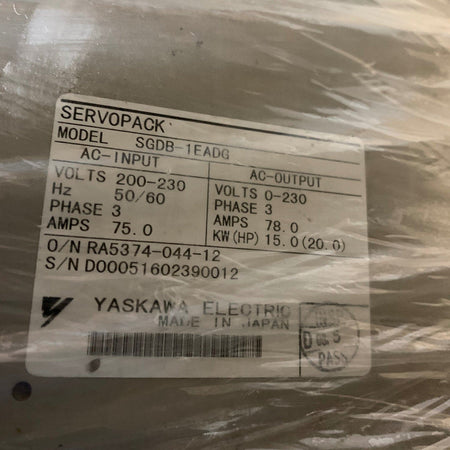 SERVOPACK
MODEL SGDB-1EADG
AC-INPUT
VOLTS 200-230
Hz 50/60
PHASE 3
AMPS 75.0
AC-OUTPUT
VOLTS 0-230
PHASE 3
AMPS 78.0
KW(HP) 15.0(20.0)
O/N RA5374-044-12
S/N D00051602390012
YASKAWA ELECTRIC
MADE IN JAPAN
PASS